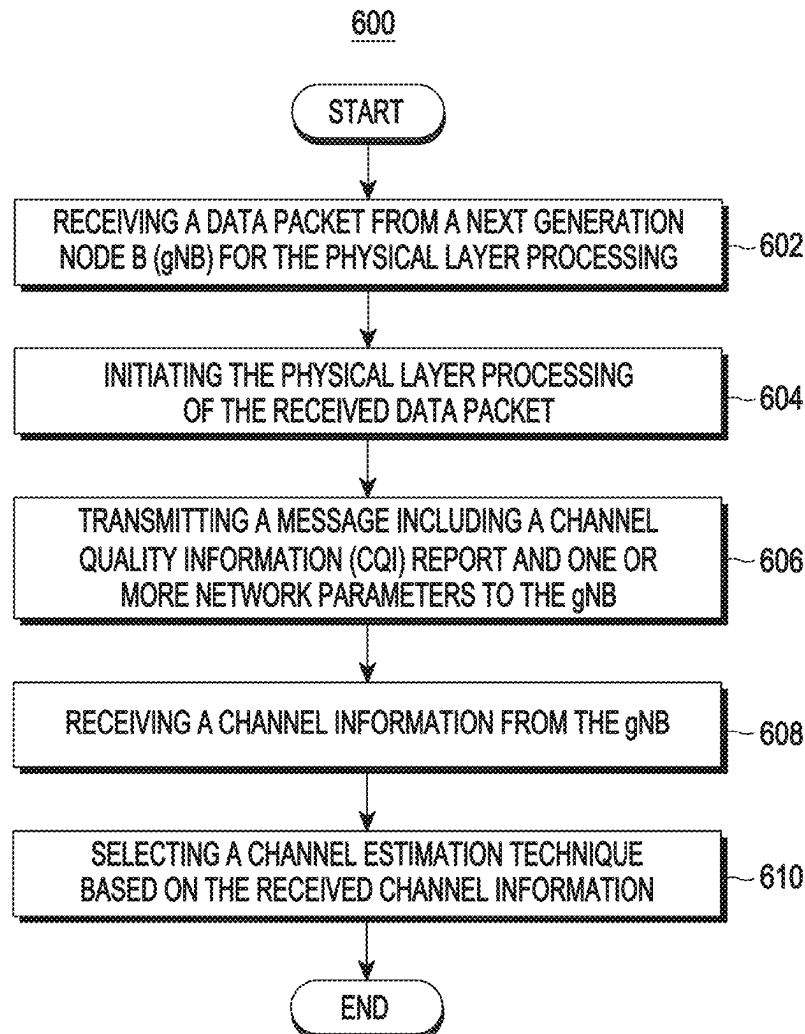 600
START
RECEIVING A DATA PACKET FROM A NEXT GENERATION
NODE B (gNB) FOR THE PHYSICAL LAYER PROCESSING
602
INITIATING THE PHYSICAL LAYER PROCESSING
OF THE RECEIVED DATA PACKET
604
TRANSMITTING A MESSAGE INCLUDING A CHANNEL
QUALITY INFORMATION (CQI) REPORT AND ONE OR
MORE NETWORK PARAMETERS TO THE gNB
606
RECEIVING A CHANNEL INFORMATION FROM THE gNB
608
SELECTING A CHANNEL ESTIMATION TECHNIQUE
BASED ON THE RECEIVED CHANNEL INFORMATION
610
END